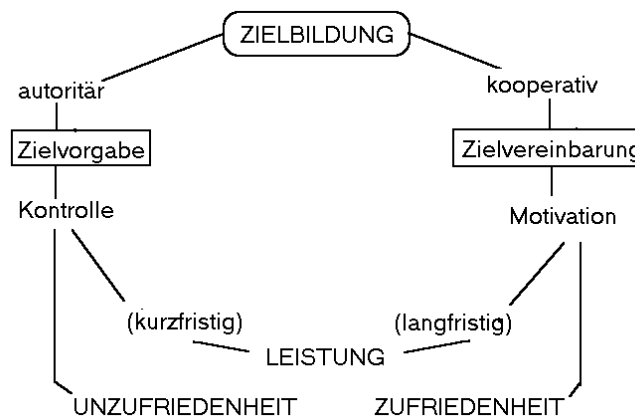 ZIELBILDUNG
autoritär
kooperativ
Zielvorgabe
Zielvereinbarung
Kontrolle
Motivation
(kurzfristig)
(langfristig)
LEISTUNG
UNZUFRIEDENHEIT
ZUFRIEDENHEIT